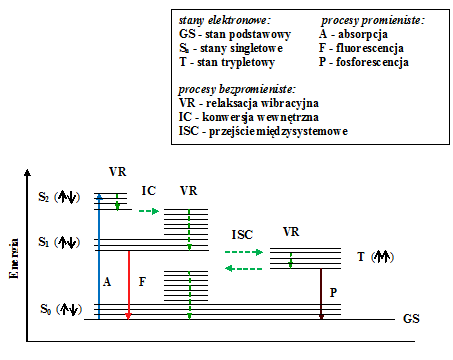 stany elektronowe: procesy promieniste:
GS - stan podstawowy A - absorpcja
Sn - stany singletowe F - fluorescencja
T - stan trypletowy P - fosforescencja
procesy bezpromieniste:
VR - relaksacja wibracyjna
IC - konwersja wewnętrzna
ISC - przejście międzysystemowe
VR
IC VR
S2 (↑↓)
ISC VR
S1 (↑↓)
T (↑↑)
Energia
A F P
S0 (↑↓)
GS